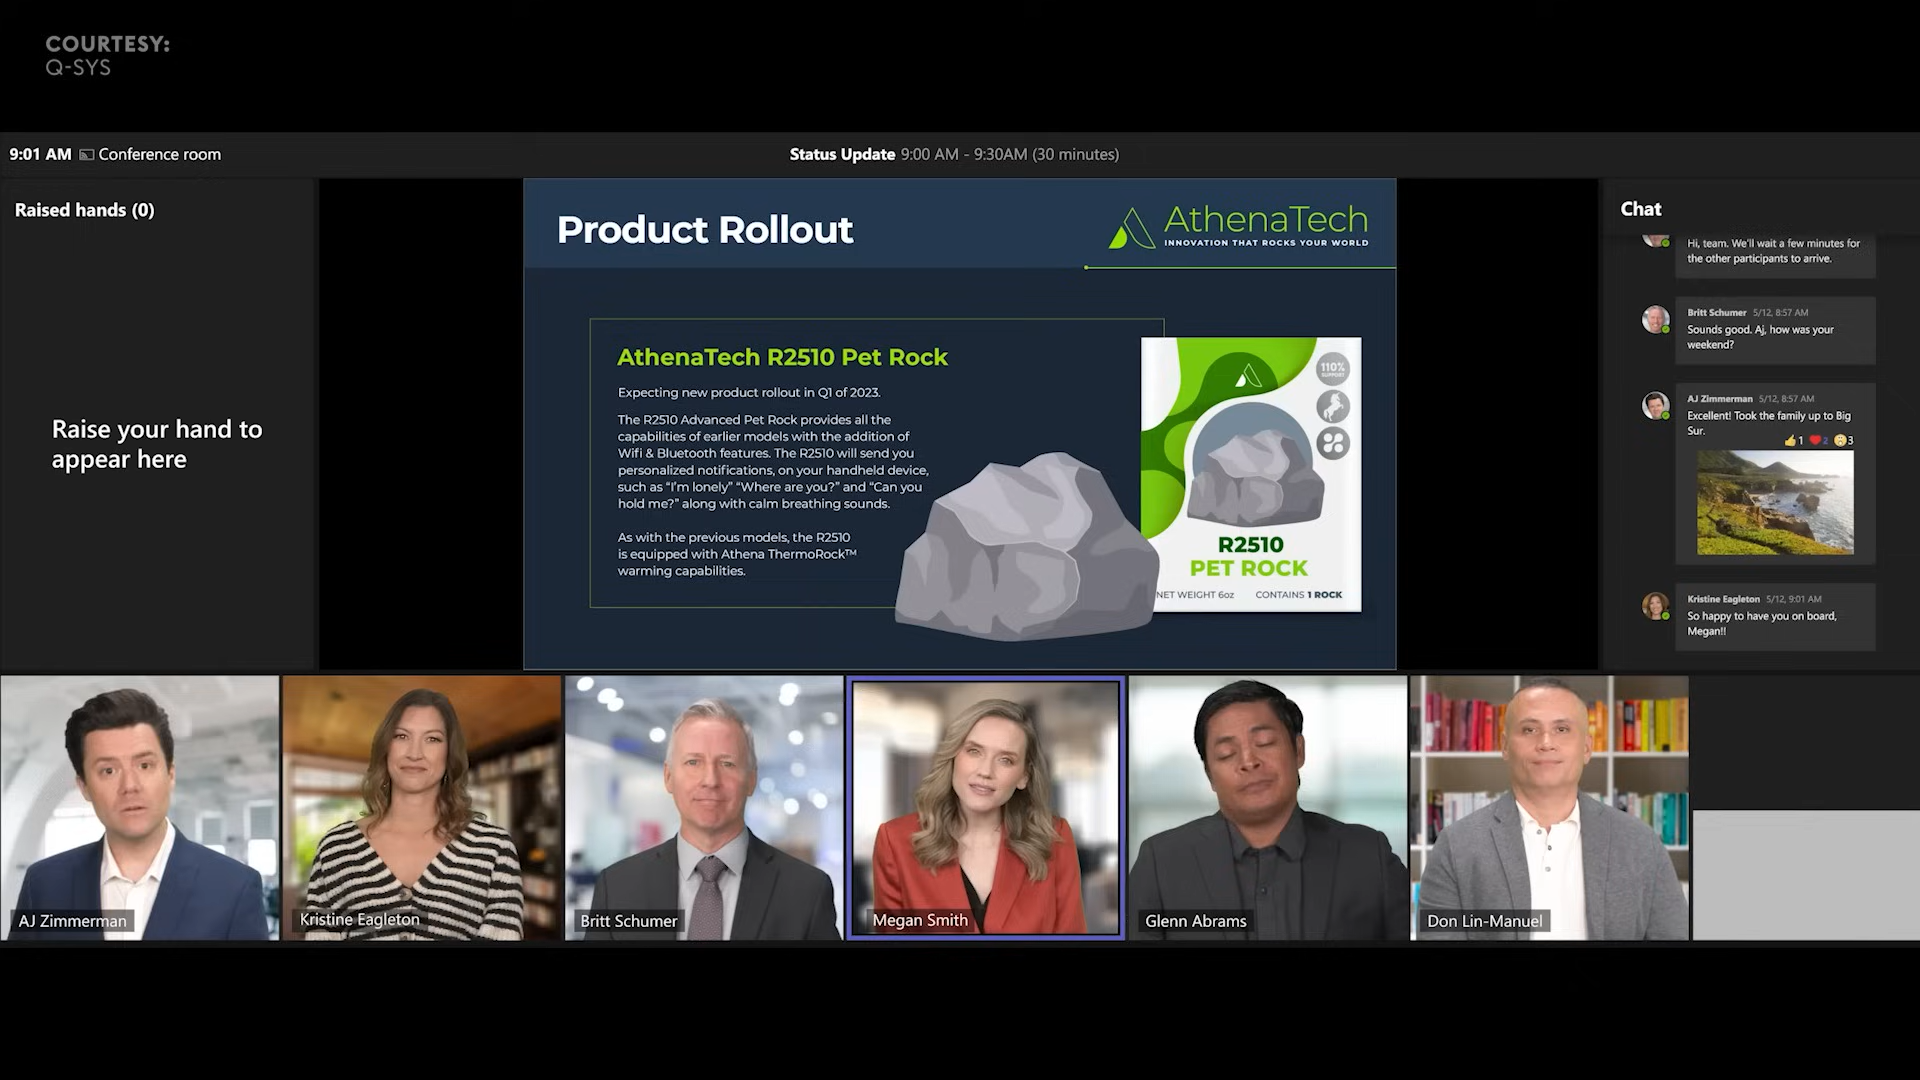 COURTESY:
Q-SYS
9:01 AM Conference room
Status Update 9:00 AM - 9:30AM (30 minutes)
Raised hands (0)
Raise your hand to
appear here
Product Rollout
AthenaTech
INNOVATION THAT ROCKS YOUR WORLD
AthenaTech R2510 Pet Rock
Expecting new product rollout in Q1 of 2023.
The R2510 Advanced Pet Rock provides all the
capabilities of earlier models with the addition of
Wifi & Bluetooth features. The R2510 will send you
personalized notifications, on your handheld device,
such as “I’m lonely” “Where are you?” and “Can you
hold me?” along with calm breathing sounds.
As with the previous models, the R2510
is equipped with Athena ThermoRock™
warming capabilities.
110%
SUPPORT
R2510
PET ROCK
NET WEIGHT 6oz CONTAINS 1 ROCK
Chat
Hi, team. We'll wait a few minutes for
the other participants to arrive.
Britt Schumer 5/12, 8:57 AM
Sounds good. Aj, how was your
weekend?
AJ Zimmerman 5/12, 8:57 AM
Excellent! Took the family up to Big
Sur.
1 2 3
Kristine Eagleton 5/12, 9:01 AM
So happy to have you on board,
Megan!!
AJ Zimmerman
Kristine Eagleton
Britt Schumer
Megan Smith
Glenn Abrams
Don Lin-Manuel